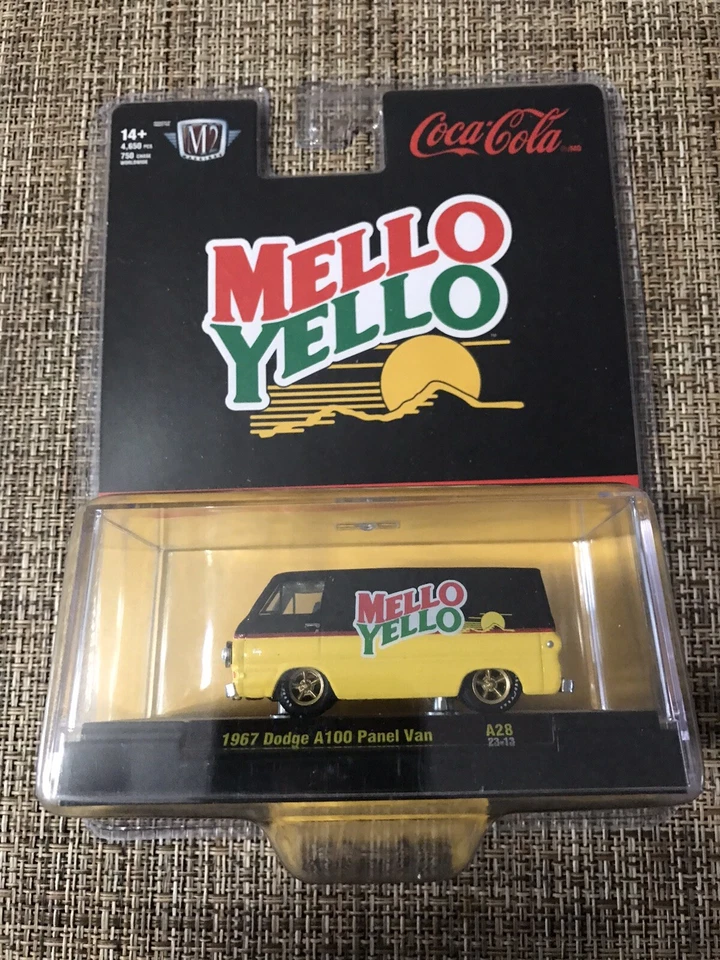 14+
4,650 PCS
750 CHASE
WORLDWIDE
M2
MACHINES
Coca-Cola
MELLO
YELLO
MELLO
YELLO
1967 Dodge A100 Panel Van
A28
23-13